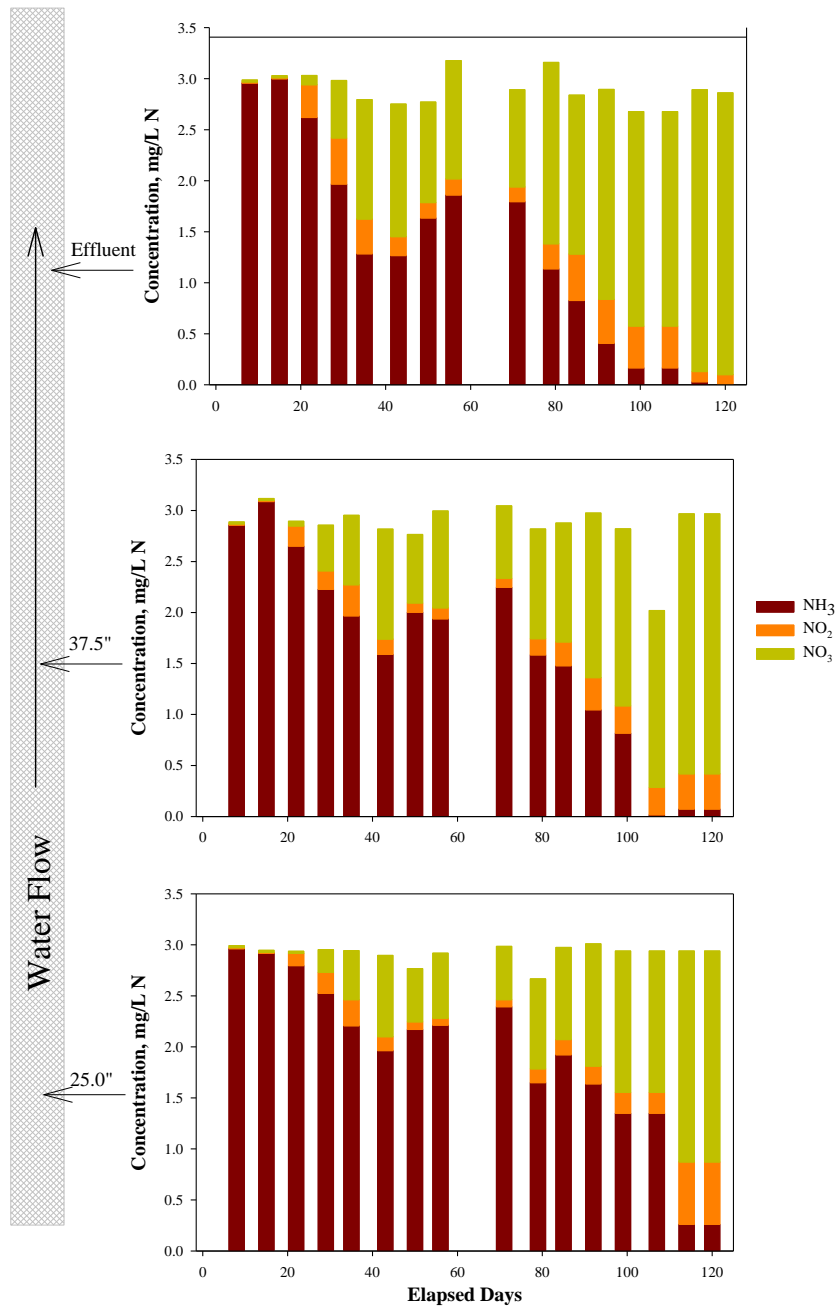 3.5
3.0
2.5
2.0
1.5
1.0
0.5
0.0
Concentration, mg/L N
0 20 40 60 80 100 120
Effluent
3.5
3.0
2.5
2.0
1.5
1.0
0.5
0.0
Concentration, mg/L N
0 20 40 60 80 100 120
37.5"
NH3
NO2
NO3
Water Flow
3.5
3.0
2.5
2.0
1.5
1.0
0.5
0.0
Concentration, mg/L N
25.0"
0 20 40 60 80 100 120
Elapsed Days